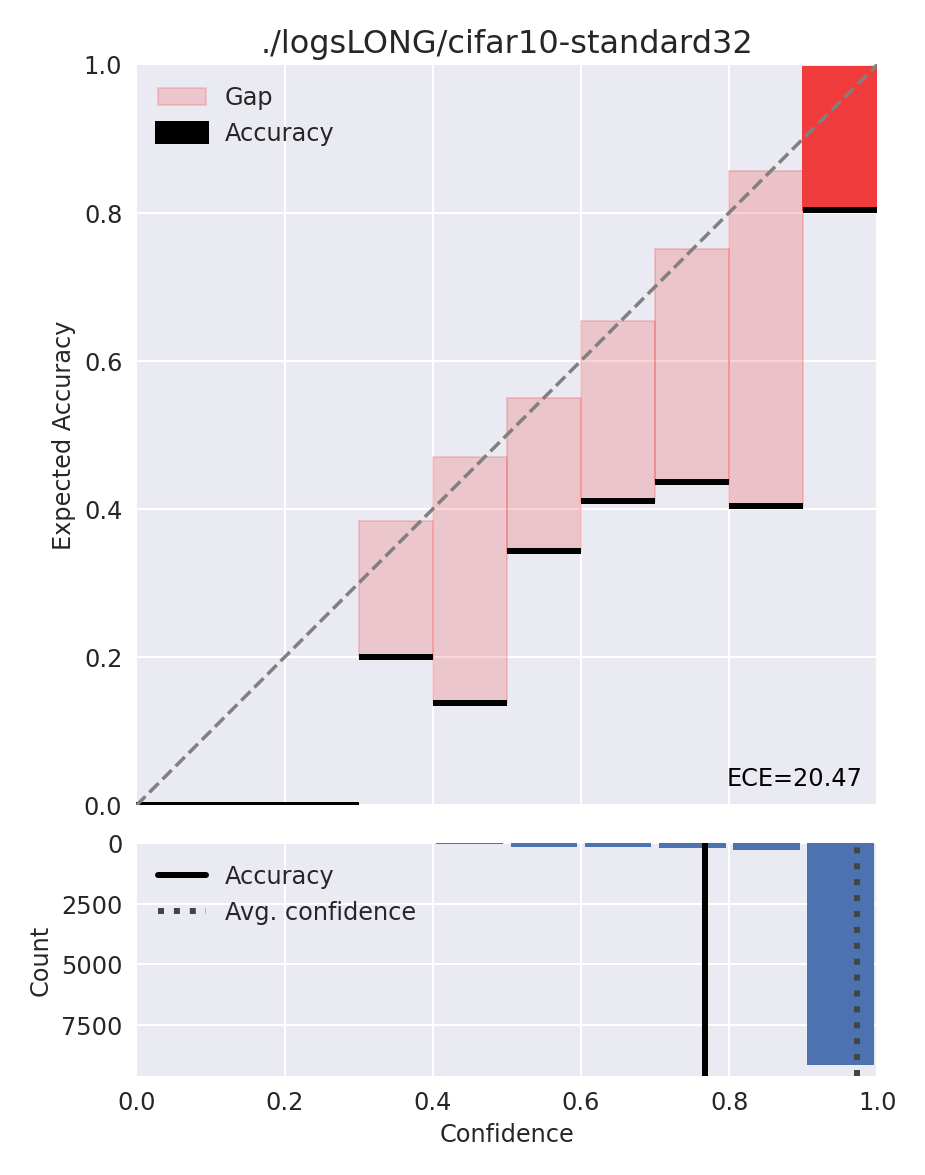 ./logsLONG/cifar10-standard32
1.0
Gap
Accuracy
0.8
0.6
Expected Accuracy
0.4
0.2
ECE=20.47
0.0
0
Accuracy
2500
Avg. confidence
Count
5000
7500
0.0 0.2 0.4 0.6 0.8 1.0
Confidence